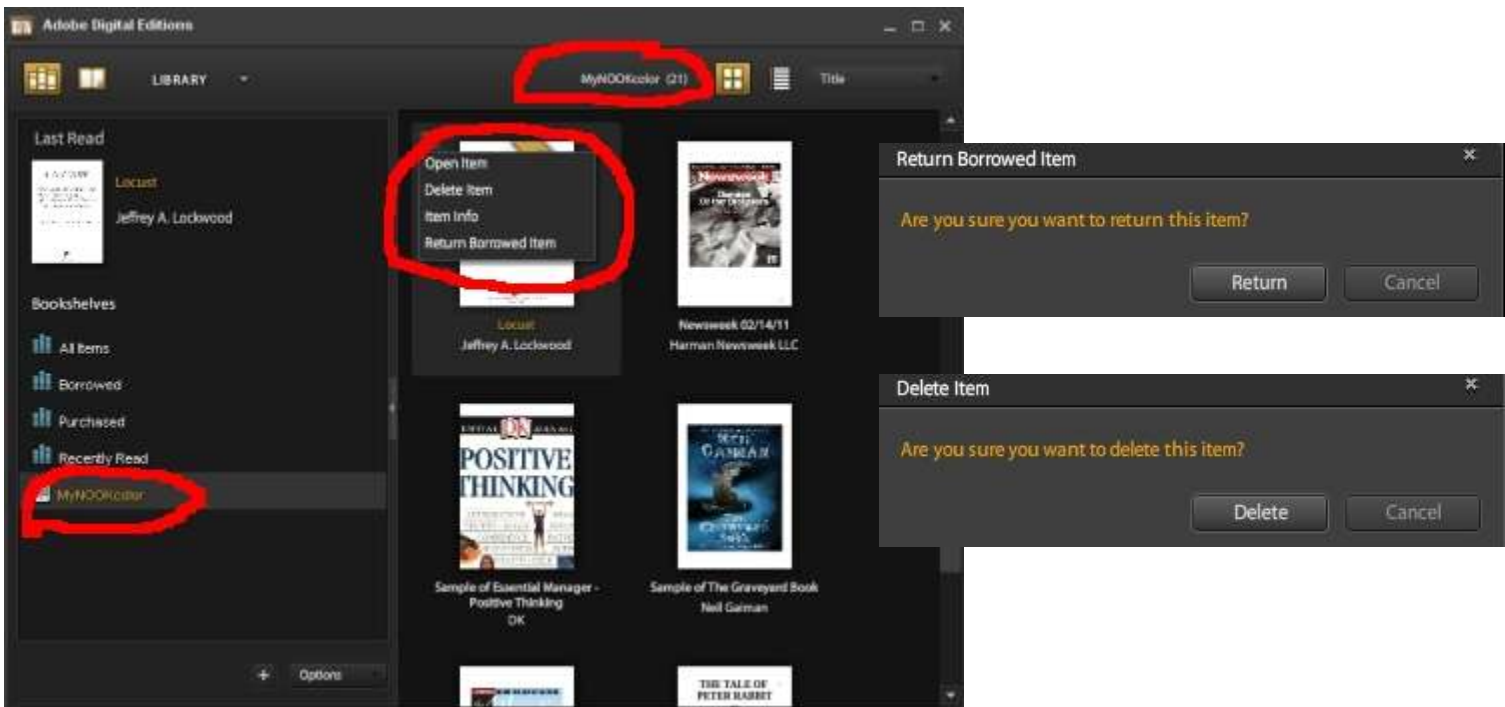 Adobe Digital Editions
LIBRARY
MyNOOKcolor (21)
Title
Last Read
Locust
Jeffrey A. Lockwood
Bookshelves
All Items
Borrowed
Purchased
Recently Read
MyNOOKcolor
Options
Open Item
Delete Item
Item Info
Return Borrowed Item
Locust
Jeffrey A. Lockwood
Newsweek
Newsweek 02/14/11
Harman Newsweek LLC
DK
POSITIVE
THINKING
Sample of Essential Manager -
Positive Thinking
DK
NEIL
GAIMAN
Sample of The Graveyard Book
Neil Gaiman
THE TALE OF
PETER RABBIT
Return Borrowed Item
Are you sure you want to return this item?
Return
Cancel
Delete Item
Are you sure you want to delete this item?
Delete
Cancel